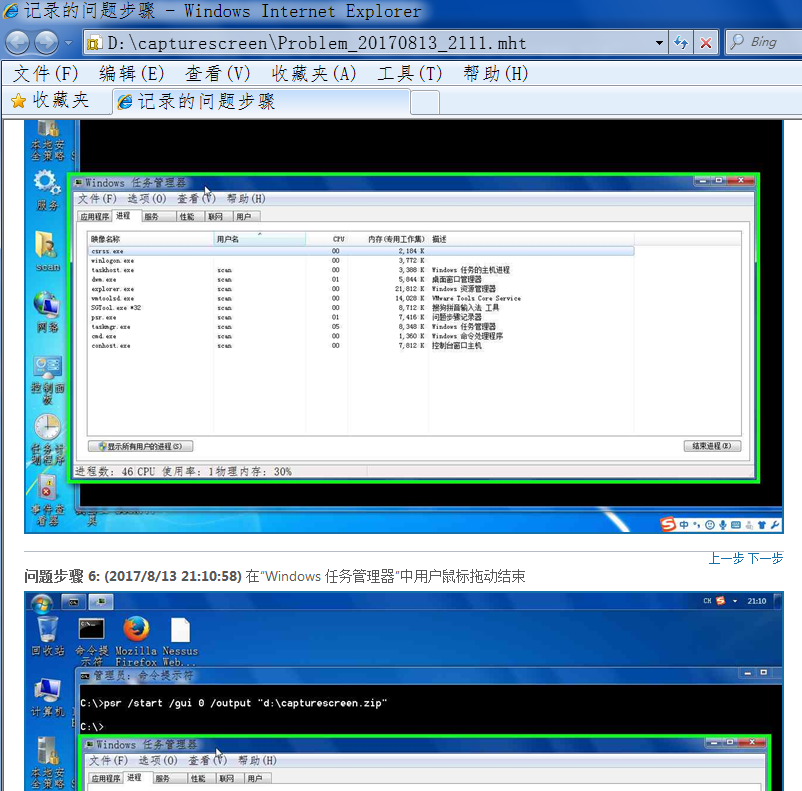 记录的问题步骤 - Windows Internet Explorer
D:\capturescreen\Problem_20170813_2111.mht
Bing
文件(F) 编辑(E) 查看(V) 收藏夹(A) 工具(T) 帮助(H)
收藏夹 记录的问题步骤
本地安
全策略
服务
scan
网络
控制面
板
任务计
划程序
事件查
看器
具
Windows 任务管理器
文件(F) 选项(O) 查看(V) 帮助(H)
应用程序 进程 服务 性能 联网 用户
映像名称 用户名 CPU 内存(专用工作集) 描述
csrss.exe 00 2,184 K
winlogon.exe 00 3,772 K
taskhost.exe scan 00 3,388 K Windows 任务的主机进程
dwm.exe scan 01 5,844 K 桌面窗口管理器
explorer.exe scan 00 21,812 K Windows 资源管理器
vmtoolsd.exe scan 00 14,028 K VMware Tools Core Service
SGTool.exe *32 scan 00 8,712 K 搜狗拼音输入法 工具
psr.exe scan 01 7,416 K 问题步骤记录器
taskmgr.exe scan 05 8,348 K Windows 任务管理器
cmd.exe scan 00 1,360 K Windows 命令处理程序
conhost.exe scan 00 7,812 K 控制台窗口主机
显示所有用户的进程(S) 结束进程(E)
进程数: 46 CPU 使用率: 1 物理内存: 30%
中
上一步 下一步
问题步骤 6: (2017/8/13 21:10:58) 在“Windows 任务管理器”中用户鼠标拖动结束
CH 21:10
回收站
命令提
示符
Mozilla
Firefox
Nessus
Web...
计算机
本地安
全策略
管理员: 命令提示符
C:\>psr /start /gui 0 /output "d:\capturescreen.zip"
C:\>
Windows 任务管理器
文件(F) 选项(O) 查看(V) 帮助(H)
应用程序 进程 服务 性能 联网 用户